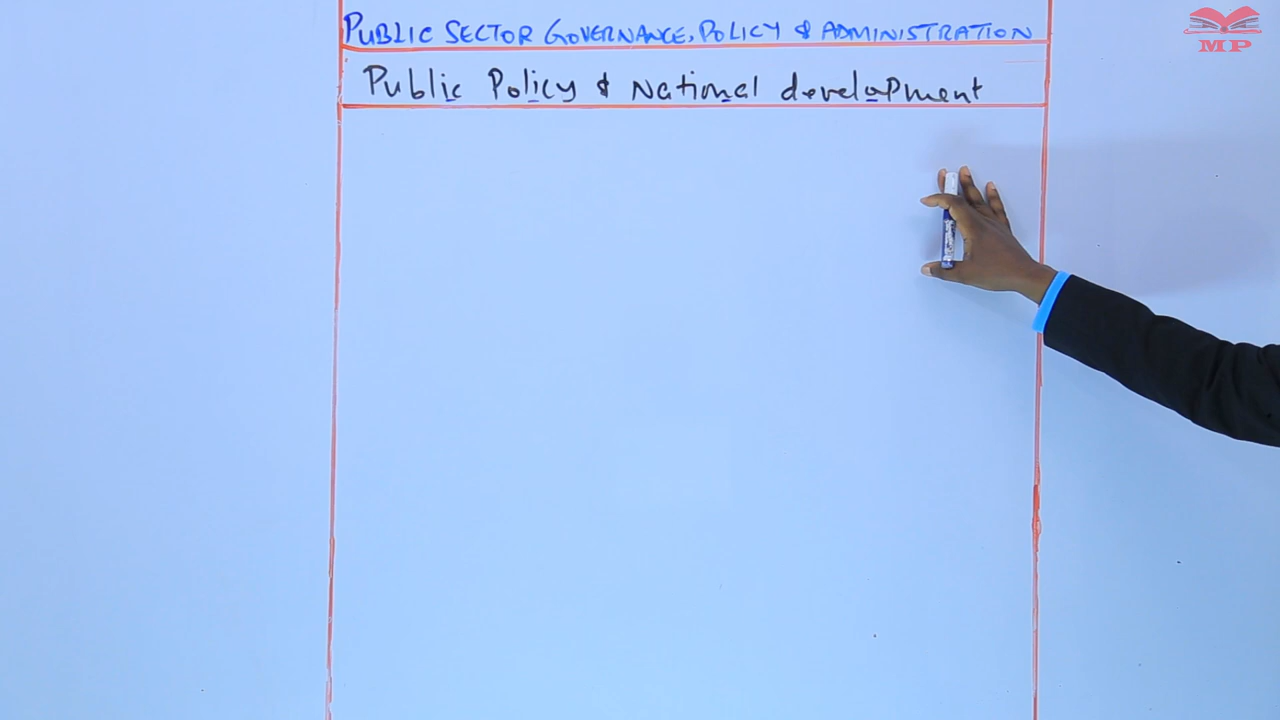 PUBLIC SECTOR GOVERNANCE, POLICY & ADMINISTRATION
Public Policy & National development
MP